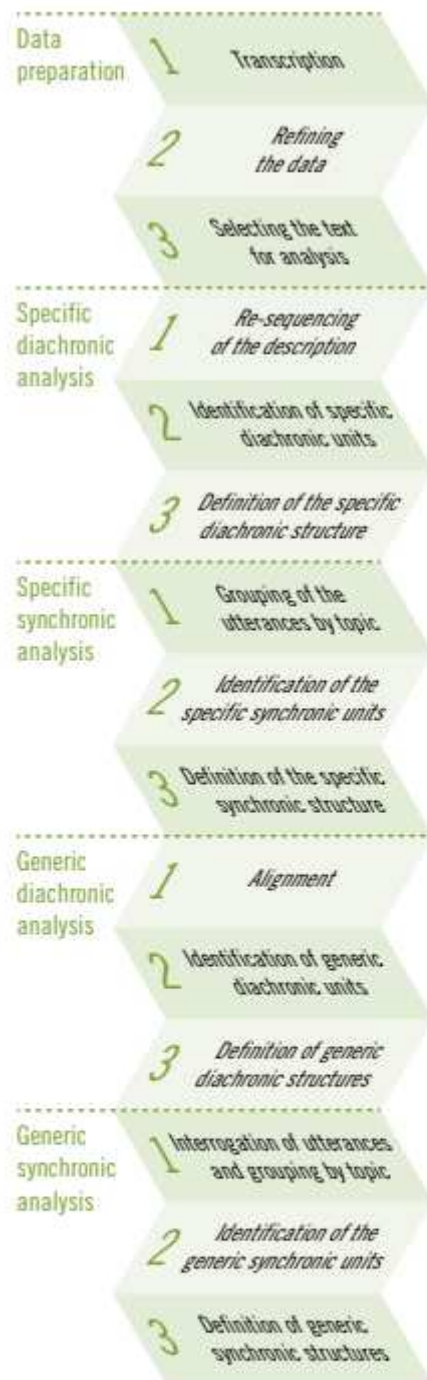 Data
preparation
1
Transcription
2
Refining
the data
3
Selecting the text
for analysis
Specific
diachronic
analysis
1
Re-sequencing
of the description
2
Identification of specific
diachronic units
3
Definition of the specific
diachronic structure
Specific
synchronic
analysis
1
Grouping of the
utterances by topic
2
Identification of the
specific synchronic units
3
Definition of the specific
synchronic structure
Generic
diachronic
analysis
1
Alignment
2
Identification of generic
diachronic units
3
Definition of generic
diachronic structures
Generic
synchronic
analysis
1
Interrogation of utterances
and grouping by topic
2
Identification of the
generic synchronic units
3
Definition of generic
synchronic structures